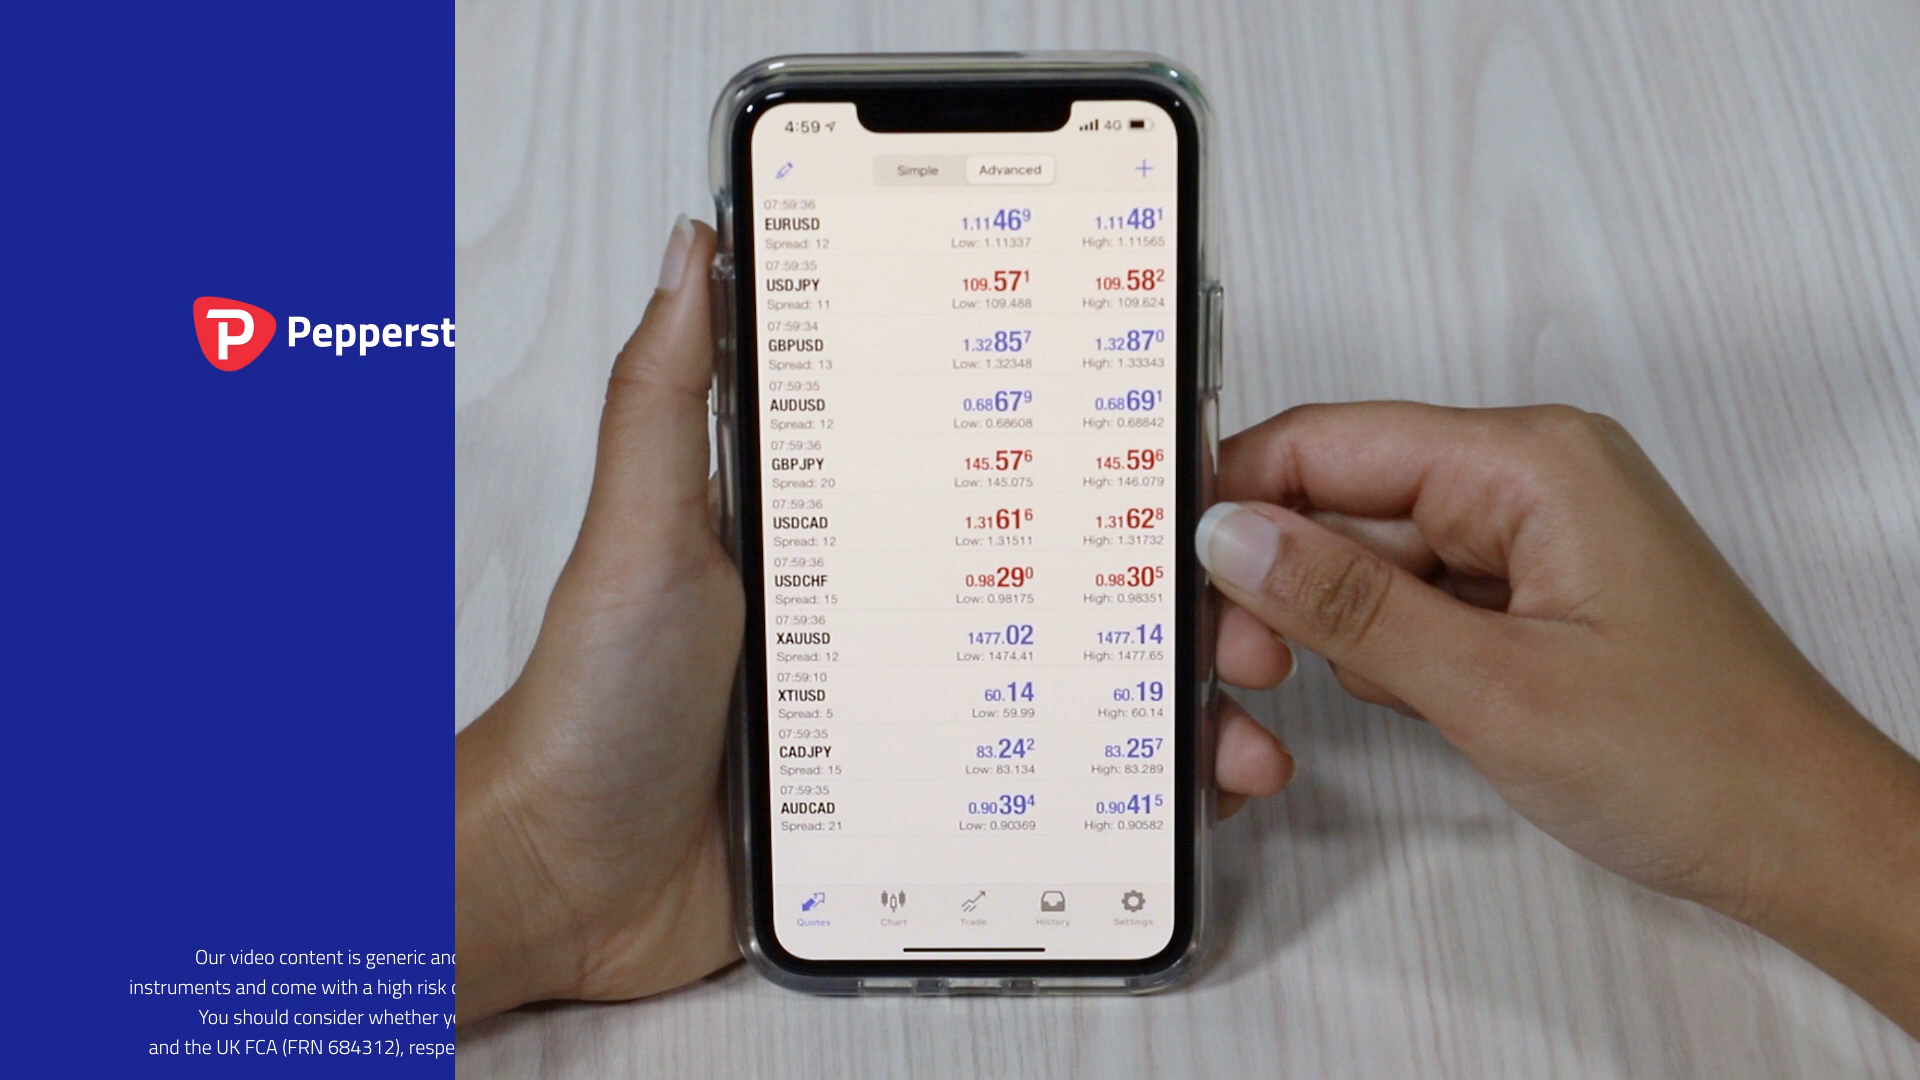 Pepperst
Our video content is generic and
instruments and come with a high risk
You should consider whether
and the UK FCA (FRN 684312), respe
4:59
4G
Simple Advanced
07:59:36
EURUSD 1.11469 1.11481
Spread: 12 Low: 1.11337 High: 1.11565
07:59:35
USDJPY 109.571 109.582
Spread: 11 Low: 109.488 High: 109.624
07:59:34
GBPUSD 1.32857 1.32870
Spread: 13 Low: 1.32348 High: 1.33343
07:59:35
AUDUSD 0.68679 0.68691
Spread: 12 Low: 0.68608 High: 0.68842
07:59:36
GBPJPY 145.576 145.596
Spread: 20 Low: 145.075 High: 146.079
07:59:36
USDCAD 1.31616 1.31628
Spread: 12 Low: 1.31511 High: 1.31732
07:59:36
USDCHF 0.98290 0.98305
Spread: 15 Low: 0.98175 High: 0.98351
07:59:36
XAUUSD 1477.02 1477.14
Spread: 12 Low: 1474.41 High: 1477.65
07:59:10
XTIUSD 60.14 60.19
Spread: 5 Low: 59.99 High: 60.14
07:59:35
CADJPY 83.242 83.257
Spread: 15 Low: 83.134 High: 83.289
07:59:35
AUDCAD 0.90394 0.90415
Spread: 21 Low: 0.90369 High: 0.90582
Quotes Chart Trade History Settings